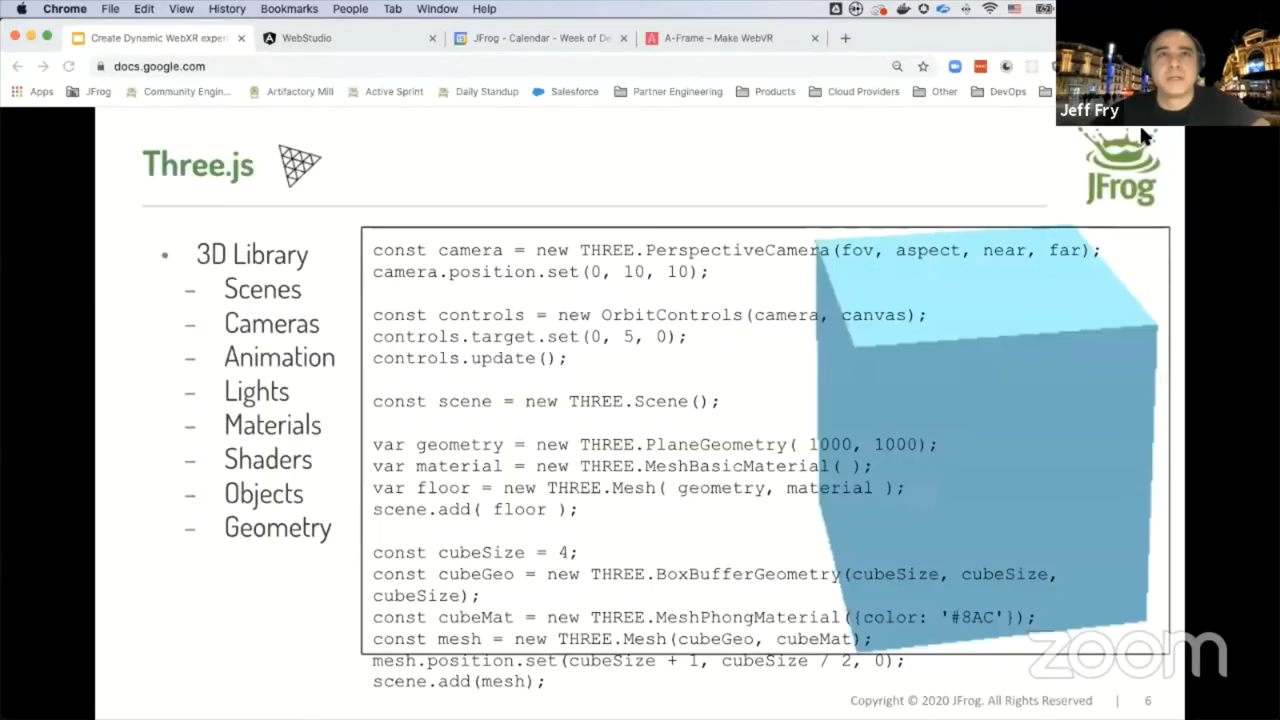 Chrome File Edit View History Bookmarks People Tab Window Help
Create Dynamic WebXR exper
WebStudio
JFrog - Calendar - Week of De
A-Frame – Make WebVR
docs.google.com
Apps JFrog Community Engin... Artifactory Mill Active Sprint Daily Standup Salesforce Partner Engineering Products Cloud Providers Other DevOps
Jeff Fry
Three.js
JFrog
3D Library
– Scenes
– Cameras
– Animation
– Lights
– Materials
– Shaders
– Objects
– Geometry
const camera = new THREE.PerspectiveCamera(fov, aspect, near, far);
camera.position.set(0, 10, 10);
const controls = new OrbitControls(camera, canvas);
controls.target.set(0, 5, 0);
controls.update();
const scene = new THREE.Scene();
var geometry = new THREE.PlaneGeometry( 1000, 1000);
var material = new THREE.MeshBasicMaterial( );
var floor = new THREE.Mesh( geometry, material );
scene.add( floor );
const cubeSize = 4;
const cubeGeo = new THREE.BoxBufferGeometry(cubeSize, cubeSize,
cubeSize);
const cubeMat = new THREE.MeshPhongMaterial({color: '#8AC'});
const mesh = new THREE.Mesh(cubeGeo, cubeMat);
mesh.position.set(cubeSize + 1, cubeSize / 2, 0);
scene.add(mesh);
zoom
Copyright © 2020 JFrog. All Rights Reserved | 6